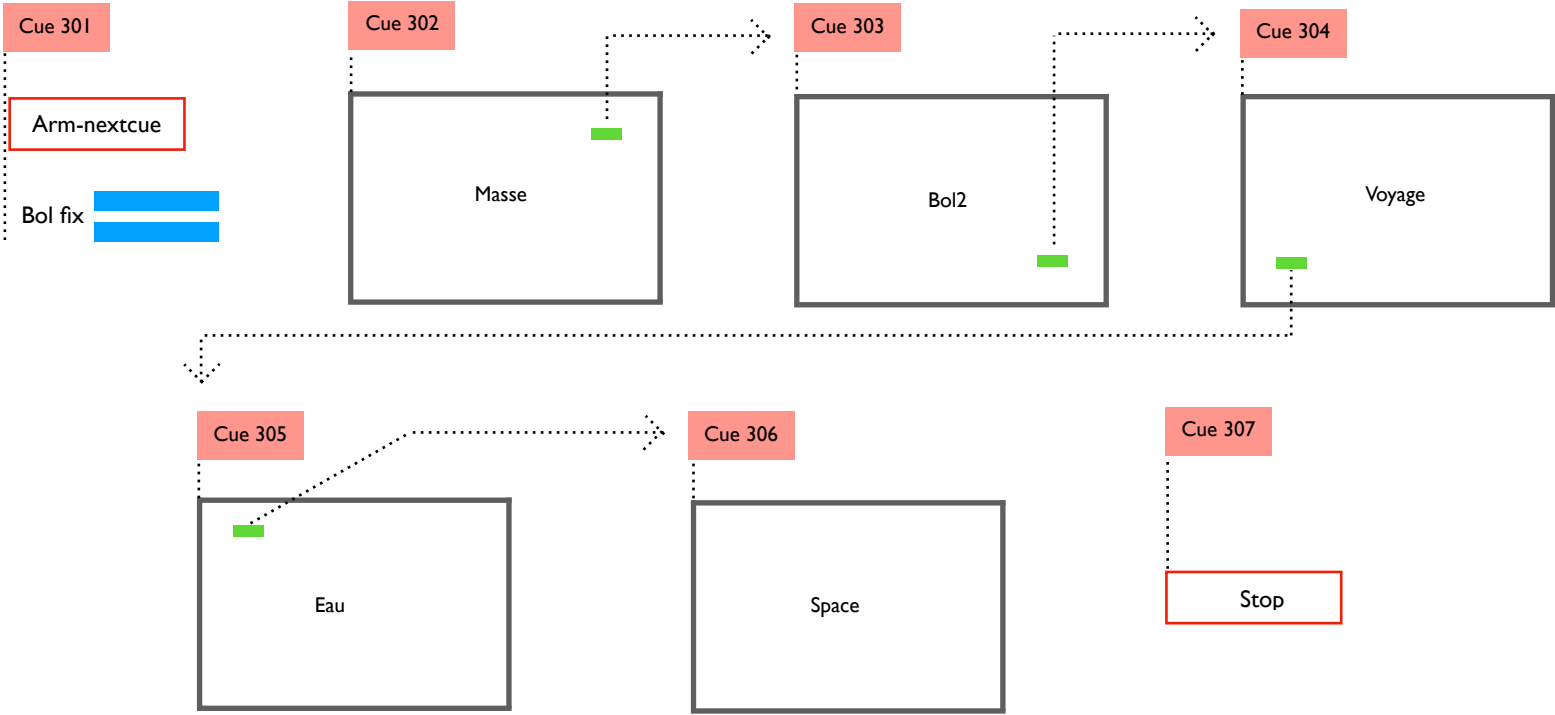 Cue 301
Cue 302
Cue 303
Cue 304
Arm-nextcue
Bol fix
Masse
Bol2
Voyage
Cue 305
Cue 306
Cue 307
Eau
Space
Stop